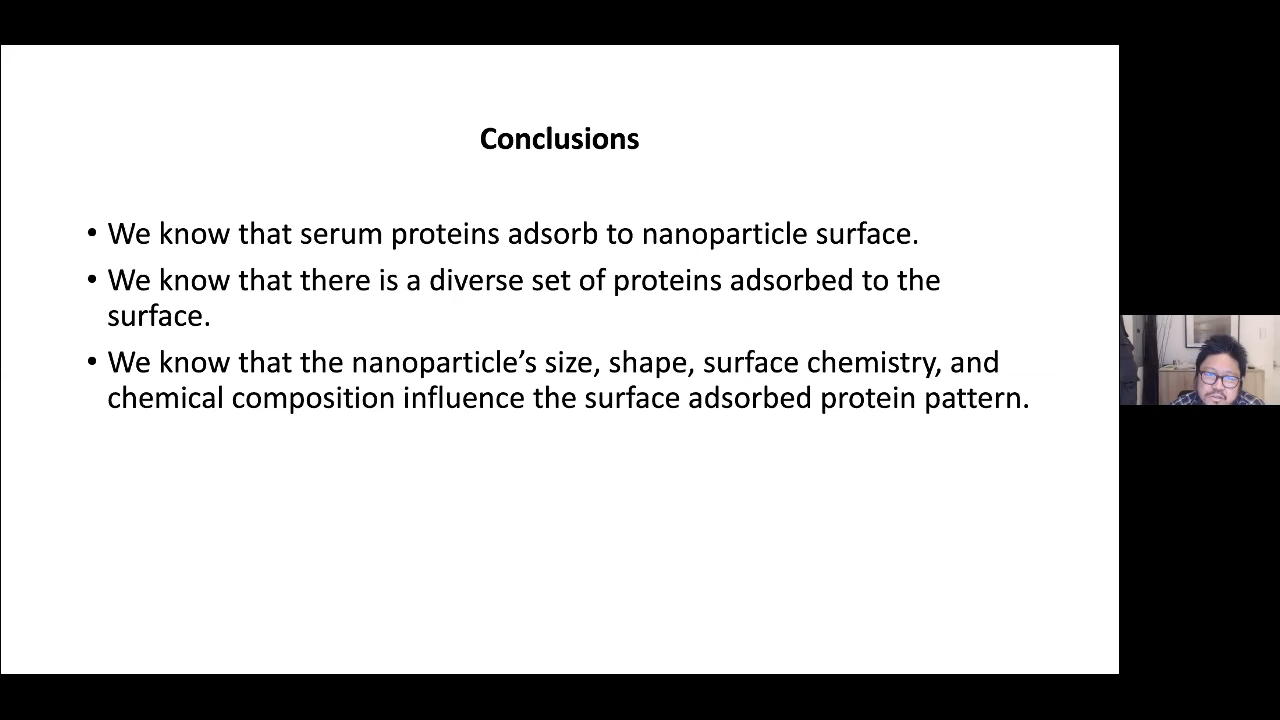 Conclusions
• We know that serum proteins adsorb to nanoparticle surface.
• We know that there is a diverse set of proteins adsorbed to the
surface.
• We know that the nanoparticle’s size, shape, surface chemistry, and
chemical composition influence the surface adsorbed protein pattern.